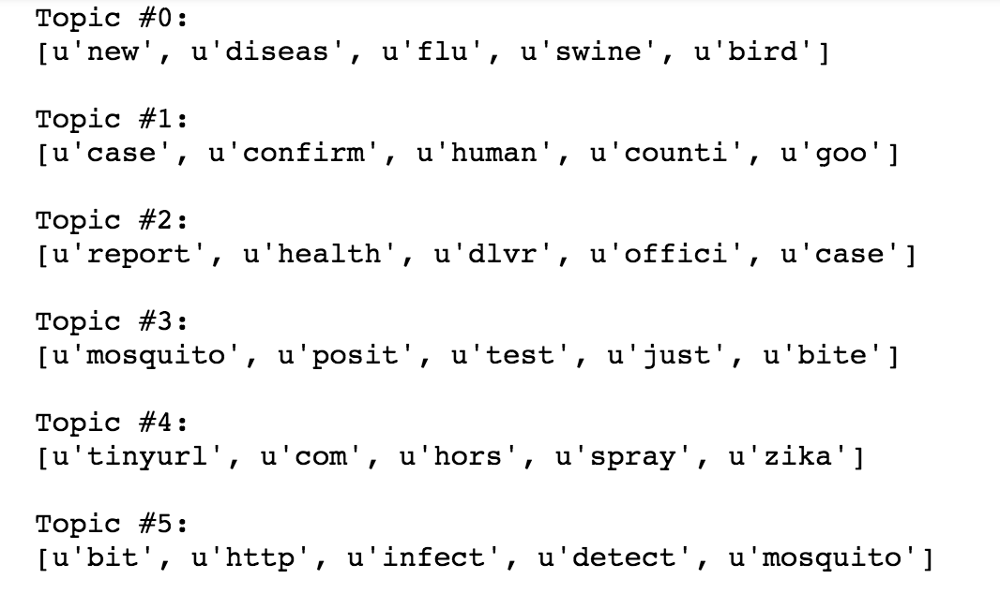 Topic #0:
[u'new', u'diseas', u'flu', u'swine', u'bird']
Topic #1:
[u'case', u'confirm', u'human', u'counti', u'goo']
Topic #2:
[u'report', u'health', u'dlvr', u'offici', u'case']
Topic #3:
[u'mosquito', u'posit', u'test', u'just', u'bite']
Topic #4:
[u'tinyurl', u'com', u'hors', u'spray', u'zika']
Topic #5:
[u'bit', u'http', u'infect', u'detect', u'mosquito']